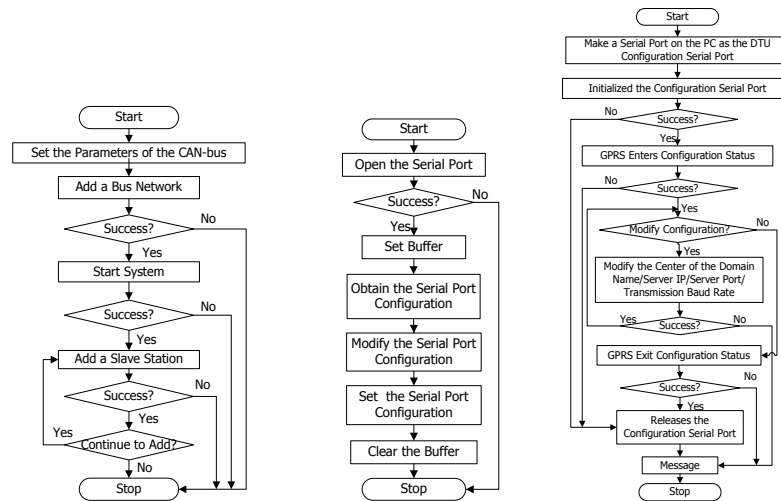 Start
Set the Parameters of the CAN-bus
Add a Bus Network
Success?
No
Yes
Start System
Success?
No
Yes
Add a Slave Station
Success?
No
Yes
Yes
Continue to Add?
No
Stop
Start
Open the Serial Port
Success?
No
Yes
Set Buffer
Obtain the Serial Port
Configuration
Modify the Serial Port
Configuration
Set the Serial Port
Configuration
Clear the Buffer
Stop
Start
Make a Serial Port on the PC as the DTU
Configuration Serial Port
Initialized the Configuration Serial Port
No
Success?
Yes
GPRS Enters Configuration Status
No
Success?
Yes
Modify Configuration?
No
Yes
Modify the Center of the Domain
Name/Server IP/Server Port/
Transmission Baud Rate
Yes
No
Success?
GPRS Exit Configuration Status
No
Success?
Yes
Releases the
Configuration Serial Port
Message
Stop